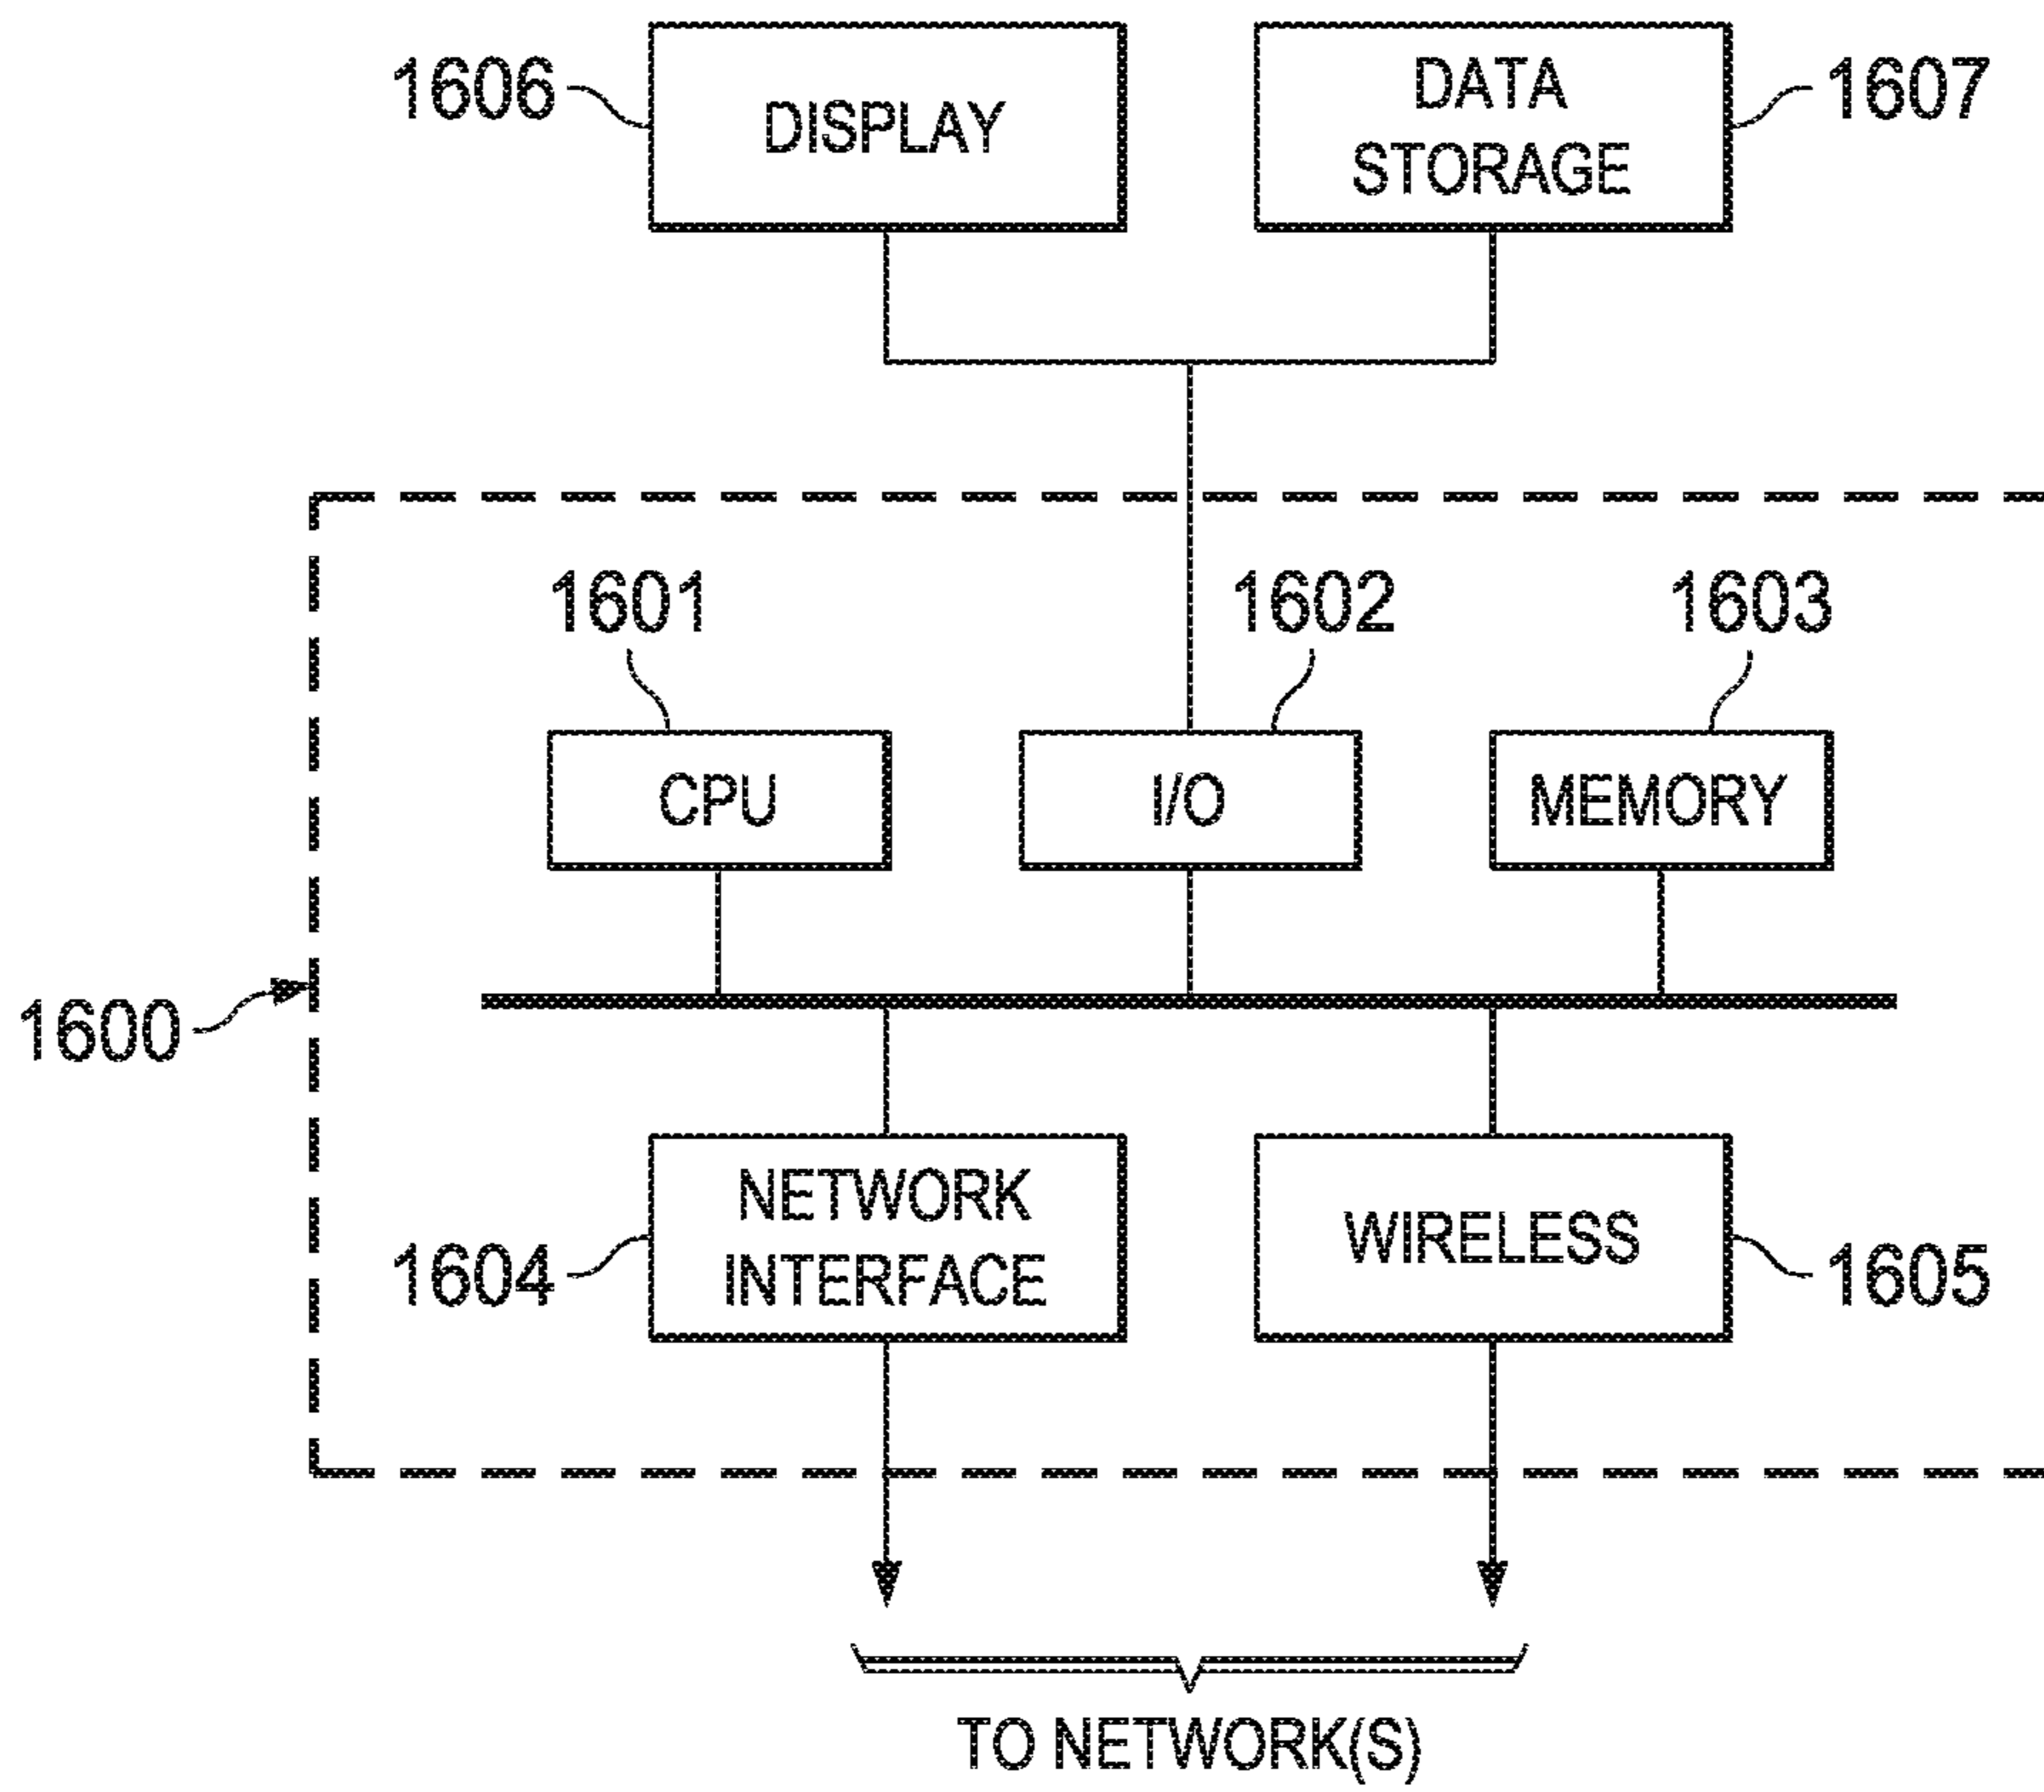 1606
DISPLAY
DATA
STORAGE
1607
1601
1602
1603
CPU
I/O
MEMORY
1600
NETWORK
INTERFACE
1604
WIRELESS
1605
TO NETWORK(S)